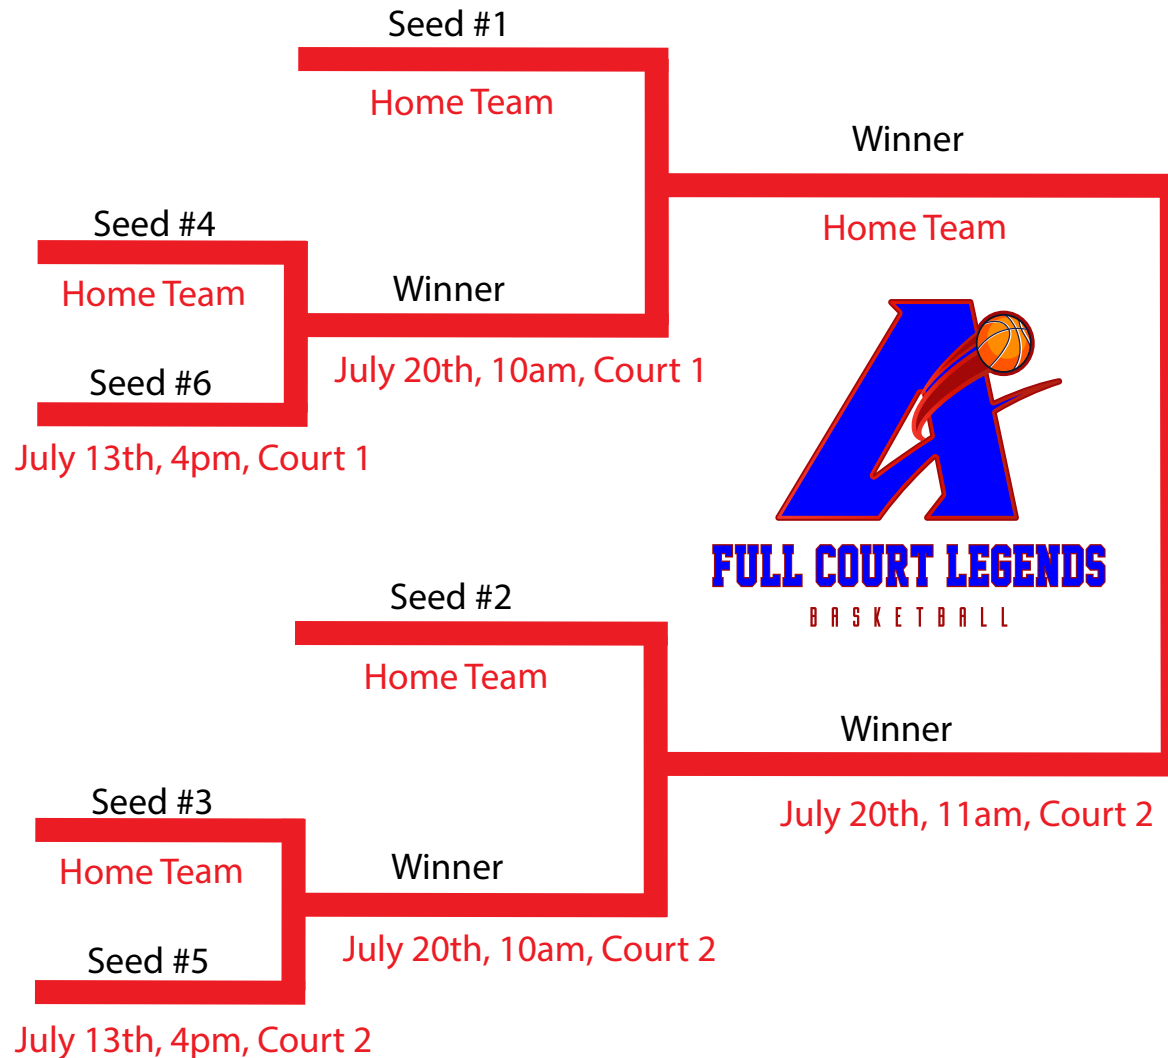 Seed #1
Home Team
Winner
Home Team
Seed #4
Home Team
Winner
July 20th, 10am, Court 1
Seed #6
July 13th, 4pm, Court 1
FULL COURT LEGENDS
BASKETBALL
Seed #2
Home Team
Winner
July 20th, 11am, Court 2
Seed #3
Home Team
Winner
July 20th, 10am, Court 2
Seed #5
July 13th, 4pm, Court 2